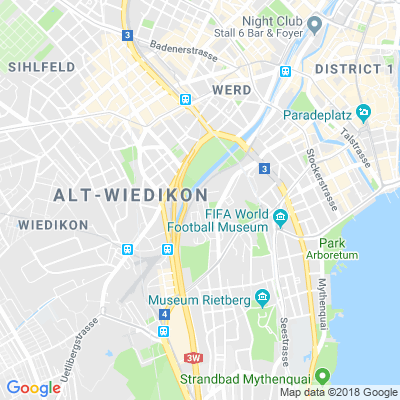 Night Club
Stall 6 Bar & Foyer
3
Badenerstrasse
SIHLFELD
DISTRICT 1
WERD
Paradeplatz
Talstrasse
Stockerstrasse
3
ALT-WIEDIKON
WIEDIKON
FIFA World
Football Museum
Park
Arboretum
Museum Rietberg
Mythenquai
Seestrasse
Uetlibergstrasse
4
3W
Strandbad Mythenquai
Google
Map data ©2018 Google